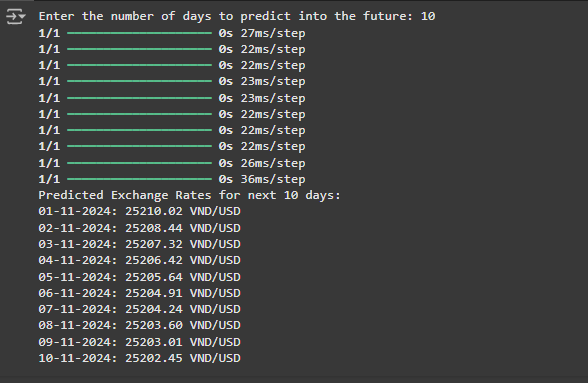 Enter the number of days to predict into the future: 10
1/1 ━━━━━━━━━━━━━━━━━━━━ 0s 27ms/step
1/1 ━━━━━━━━━━━━━━━━━━━━ 0s 22ms/step
1/1 ━━━━━━━━━━━━━━━━━━━━ 0s 22ms/step
1/1 ━━━━━━━━━━━━━━━━━━━━ 0s 23ms/step
1/1 ━━━━━━━━━━━━━━━━━━━━ 0s 23ms/step
1/1 ━━━━━━━━━━━━━━━━━━━━ 0s 22ms/step
1/1 ━━━━━━━━━━━━━━━━━━━━ 0s 22ms/step
1/1 ━━━━━━━━━━━━━━━━━━━━ 0s 22ms/step
1/1 ━━━━━━━━━━━━━━━━━━━━ 0s 26ms/step
1/1 ━━━━━━━━━━━━━━━━━━━━ 0s 36ms/step
Predicted Exchange Rates for next 10 days:
01-11-2024: 25210.02 VND/USD
02-11-2024: 25208.44 VND/USD
03-11-2024: 25207.32 VND/USD
04-11-2024: 25206.42 VND/USD
05-11-2024: 25205.64 VND/USD
06-11-2024: 25204.91 VND/USD
07-11-2024: 25204.24 VND/USD
08-11-2024: 25203.60 VND/USD
09-11-2024: 25203.01 VND/USD
10-11-2024: 25202.45 VND/USD